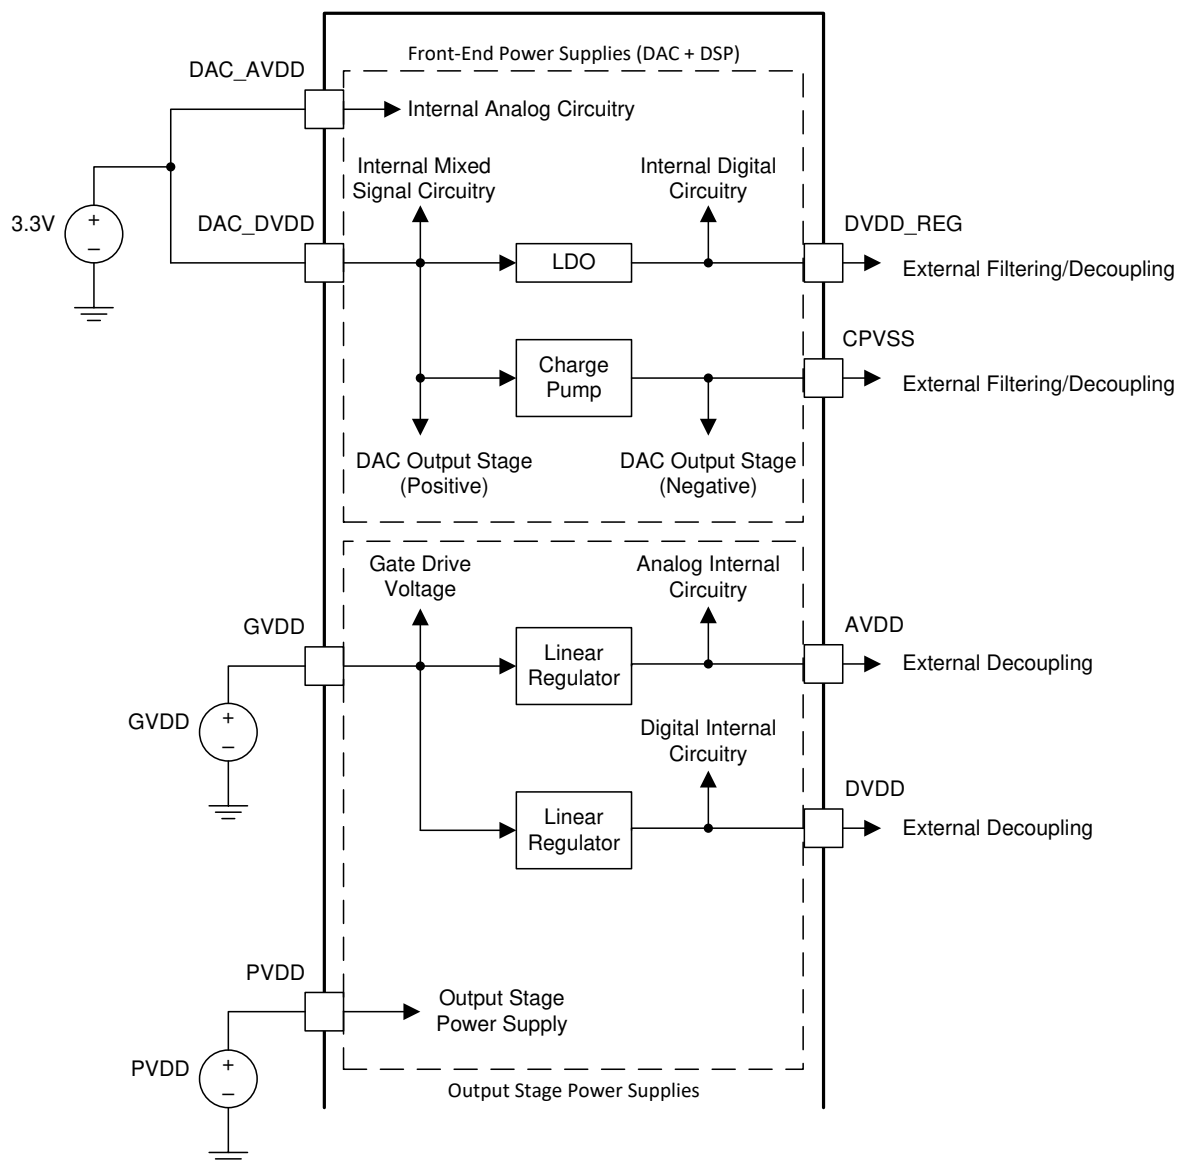 Front-End Power Supplies (DAC + DSP)
DAC_AVDD
Internal Analog Circuitry
Internal Mixed
Signal Circuitry
Internal Digital
Circuitry
3.3V
+
−
DAC_DVDD
LDO
DVDD_REG
External Filtering/Decoupling
CPVSS
Charge
Pump
External Filtering/Decoupling
DAC Output Stage
(Positive)
DAC Output Stage
(Negative)
Gate Drive
Voltage
Analog Internal
Circuitry
GVDD
Linear
Regulator
AVDD
External Decoupling
GVDD
+
−
Digital Internal
Circuitry
Linear
Regulator
DVDD
External Decoupling
PVDD
Output Stage
Power Supply
PVDD
+
−
Output Stage Power Supplies